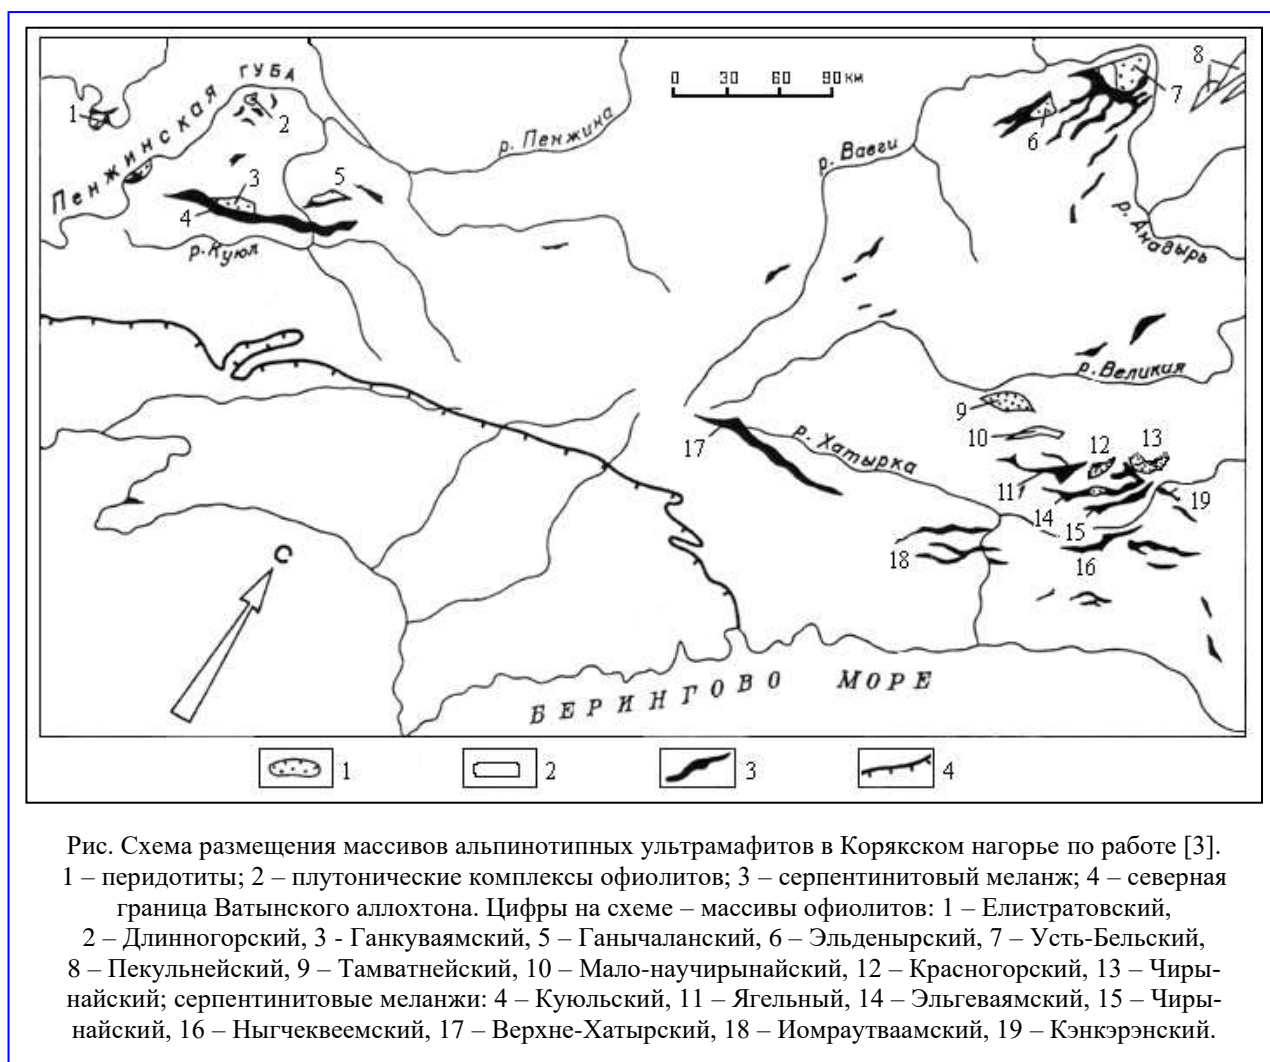 ПЕНЖИНСКАЯ ГУБА
р. Пенжина
0 30 60 90 км
р. Ваеги
р. Анадырь
р. Куюл
р. Великия
р. Хатырка
С
БЕРИНГОВО МОРЕ
1
2
3
4
5
6
7
8
9
10
11
12
13
14
15
16
17
18
19
1 2 3 4
Рис. Схема размещения массивов альпинотипных ультрамафитов в Корякском нагорье по работе [3].
1 – перидотиты; 2 – плутонические комплексы офиолитов; 3 – серпентинитовый меланж; 4 – северная
граница Ватынского аллохтона. Цифры на схеме – массивы офиолитов: 1 – Елистратовский,
2 – Длинногорский, 3 - Ганкуваямский, 5 – Ганычаланский, 6 – Эльденырский, 7 – Усть-Бельский,
8 – Пекульнейский, 9 – Тамватнейский, 10 – Мало-научирынайский, 12 – Красногорский, 13 – Чиры-
найский; серпентинитовые меланжи: 4 – Куюльский, 11 – Ягельный, 14 – Эльгеваямский, 15 – Чиры-
найский, 16 – Ныгчеквеемский, 17 – Верхне-Хатырский, 18 – Иомраутваамский, 19 – Кэнкэрэнский.